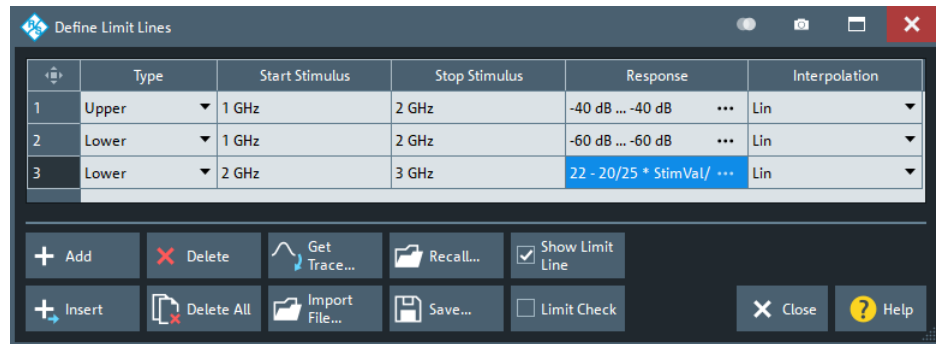 R&S Define Limit Lines
Type Start Stimulus Stop Stimulus Response Interpolation
1 Upper 1 GHz 2 GHz -40 dB ... -40 dB ... Lin
2 Lower 1 GHz 2 GHz -60 dB ... -60 dB ... Lin
3 Lower 2 GHz 3 GHz 22 - 20/25 * StimVal/ ... Lin
Add Delete Get Trace... Recall... Show Limit Line
Insert Delete All Import File... Save... Limit Check Close ? Help